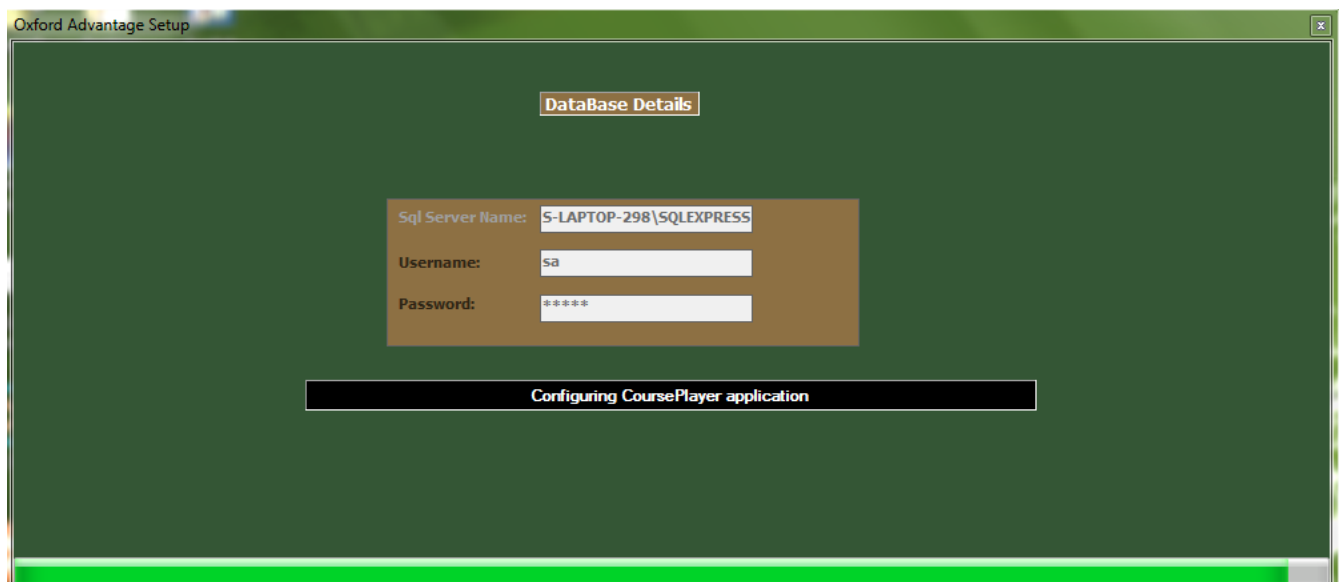 Oxford Advantage Setup
DataBase Details
Sql Server Name: S-LAPTOP-298\SQLEXPRESS
Username: sa
Password: *****
Configuring CoursePlayer application